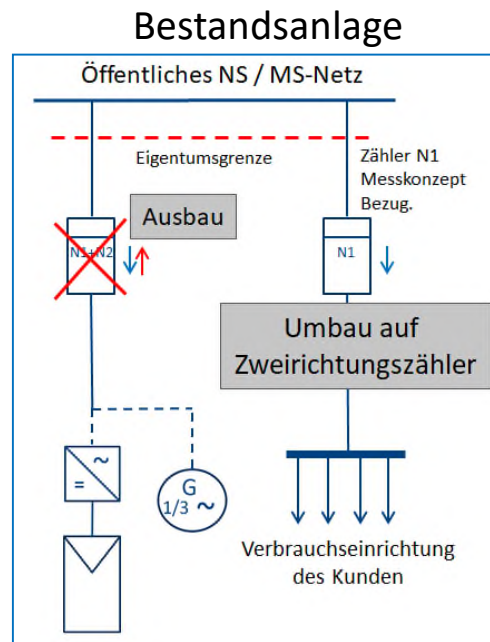 Bestandsanlage
Öffentliches NS / MS-Netz
Eigentumsgrenze
Zähler N1
Messkonzept
Bezug.
Ausbau
N1+N2
N1
Umbau auf
Zweirichtungszähler
~
=
G
1/3 ~
Verbrauchseinrichtung
des Kunden